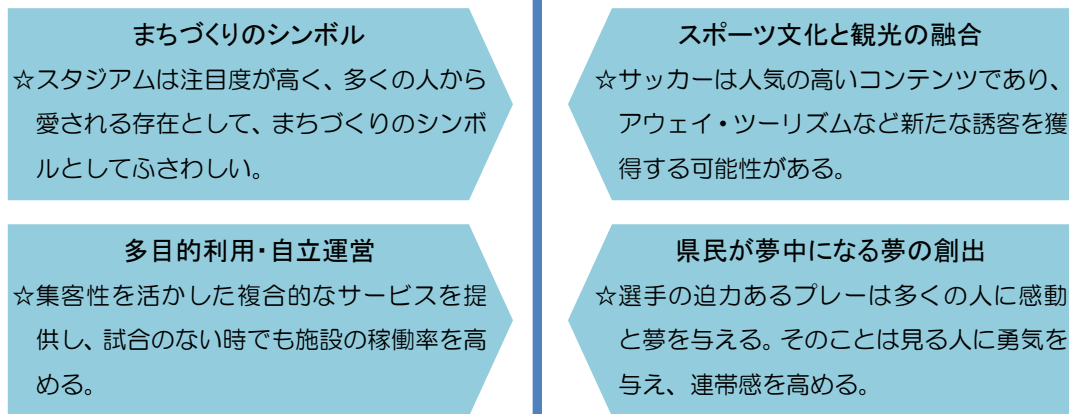 まちづくりのシンボル
☆スタジアムは注目度が高く、多くの人から
愛される存在として、まちづくりのシンボ
ルとしてふさわしい。
スポーツ文化と観光の融合
☆サッカーは人気の高いコンテンツであり、
アウェイ・ツーリズムなど新たな誘客を獲
得する可能性がある。
多目的利用・自立運営
☆集客性を活かした複合的なサービスを提
供し、試合のない時でも施設の稼働率を高
める。
県民が夢中になる夢の創出
☆選手の迫力あるプレーは多くの人に感動
と夢を与える。そのことは見る人に勇気を
与え、連帯感を高める。